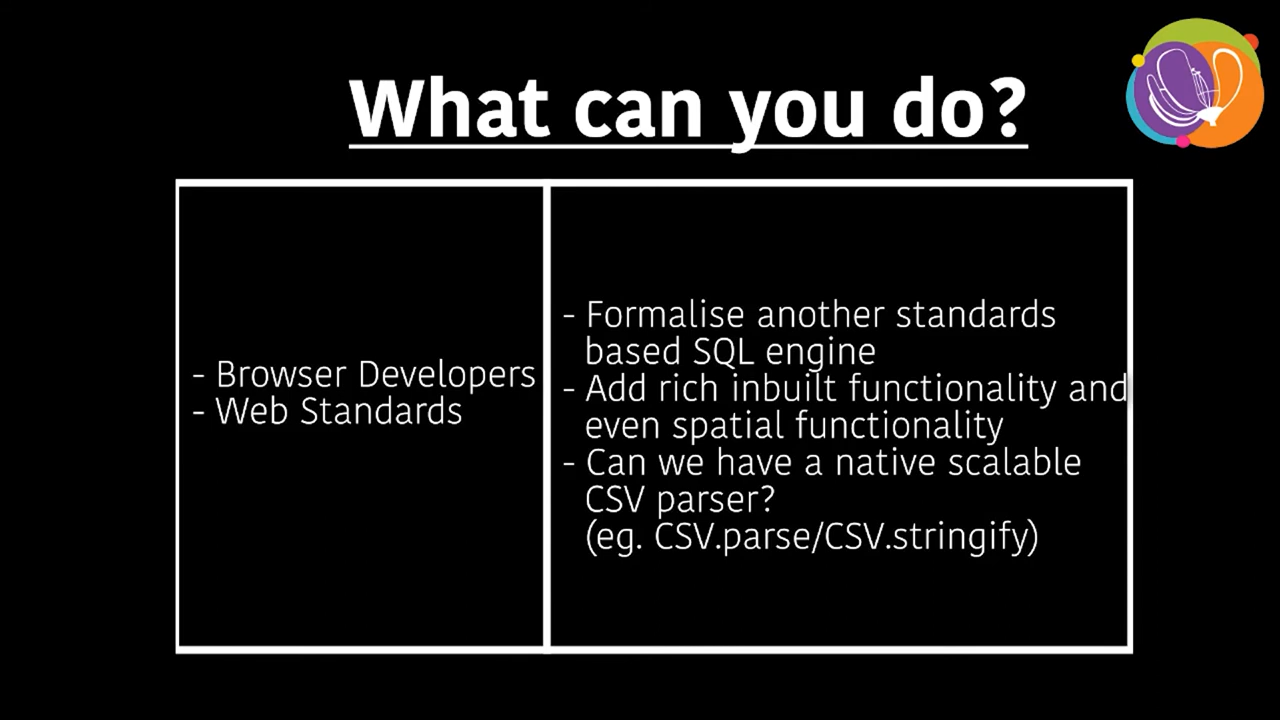 What can you do?
- Browser Developers
- Web Standards
- Formalise another standards
based SQL engine
- Add rich inbuilt functionality and
even spatial functionality
- Can we have a native scalable
CSV parser?
(eg. CSV.parse/CSV.stringify)